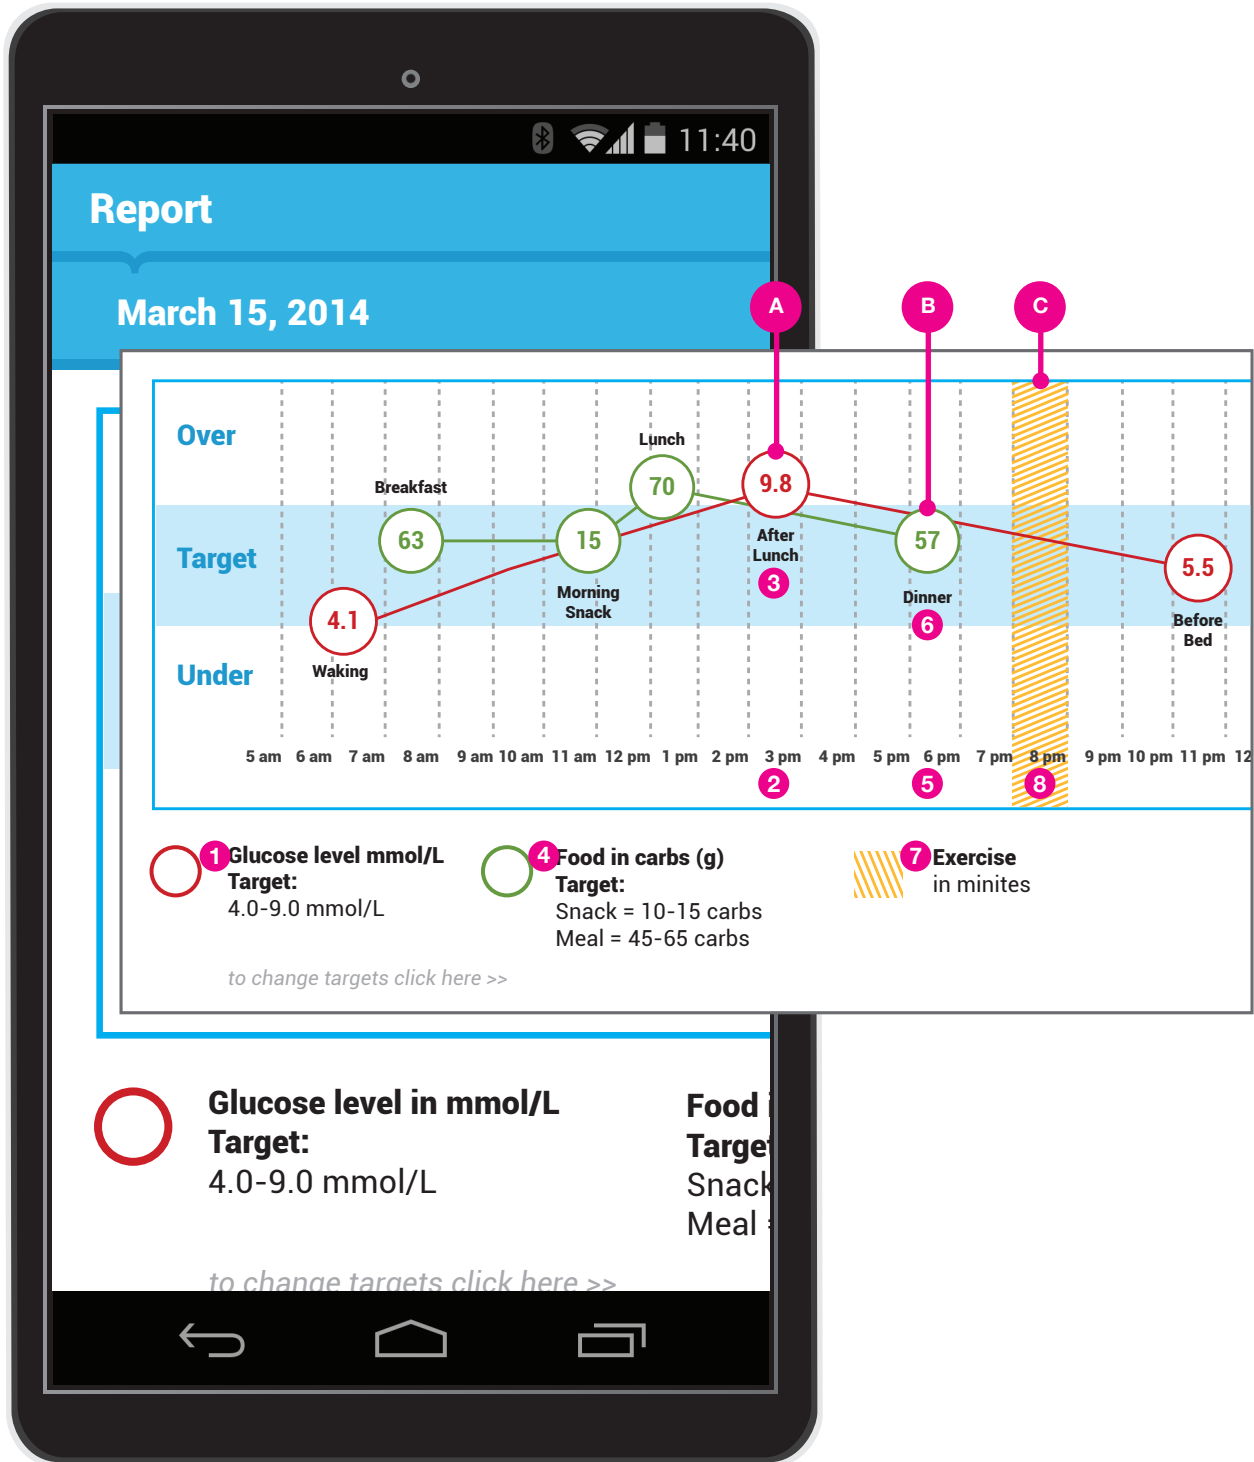 11:40
Report
March 15, 2014
A
B
C
Over
Target
Under
Breakfast
63
Lunch
70
9.8
After
Lunch
3
15
Morning
Snack
57
Dinner
6
4.1
Waking
5.5
Before
Bed
5 am 6 am 7 am 8 am 9 am 10 am 11 am 12 pm 1 pm 2 pm 3 pm 4 pm 5 pm 6 pm 7 pm 8 pm 9 pm 10 pm 11 pm 12
2
5
8
1 Glucose level mmol/L
Target:
4.0-9.0 mmol/L
to change targets click here >>
4 Food in carbs (g)
Target:
Snack = 10-15 carbs
Meal = 45-65 carbs
7 Exercise
in minites
Glucose level in mmol/L
Target:
4.0-9.0 mmol/L
to change targets click here >>
Food i
Target
Snack
Meal =